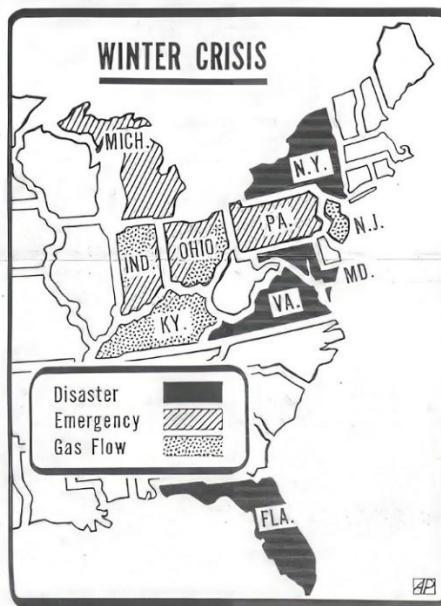 WINTER CRISIS
MICH.
N.Y.
PA.
N.J.
OHIO
IND.
MD.
VA.
KY.
Disaster
Emergency
Gas Flow
FLA.
AP